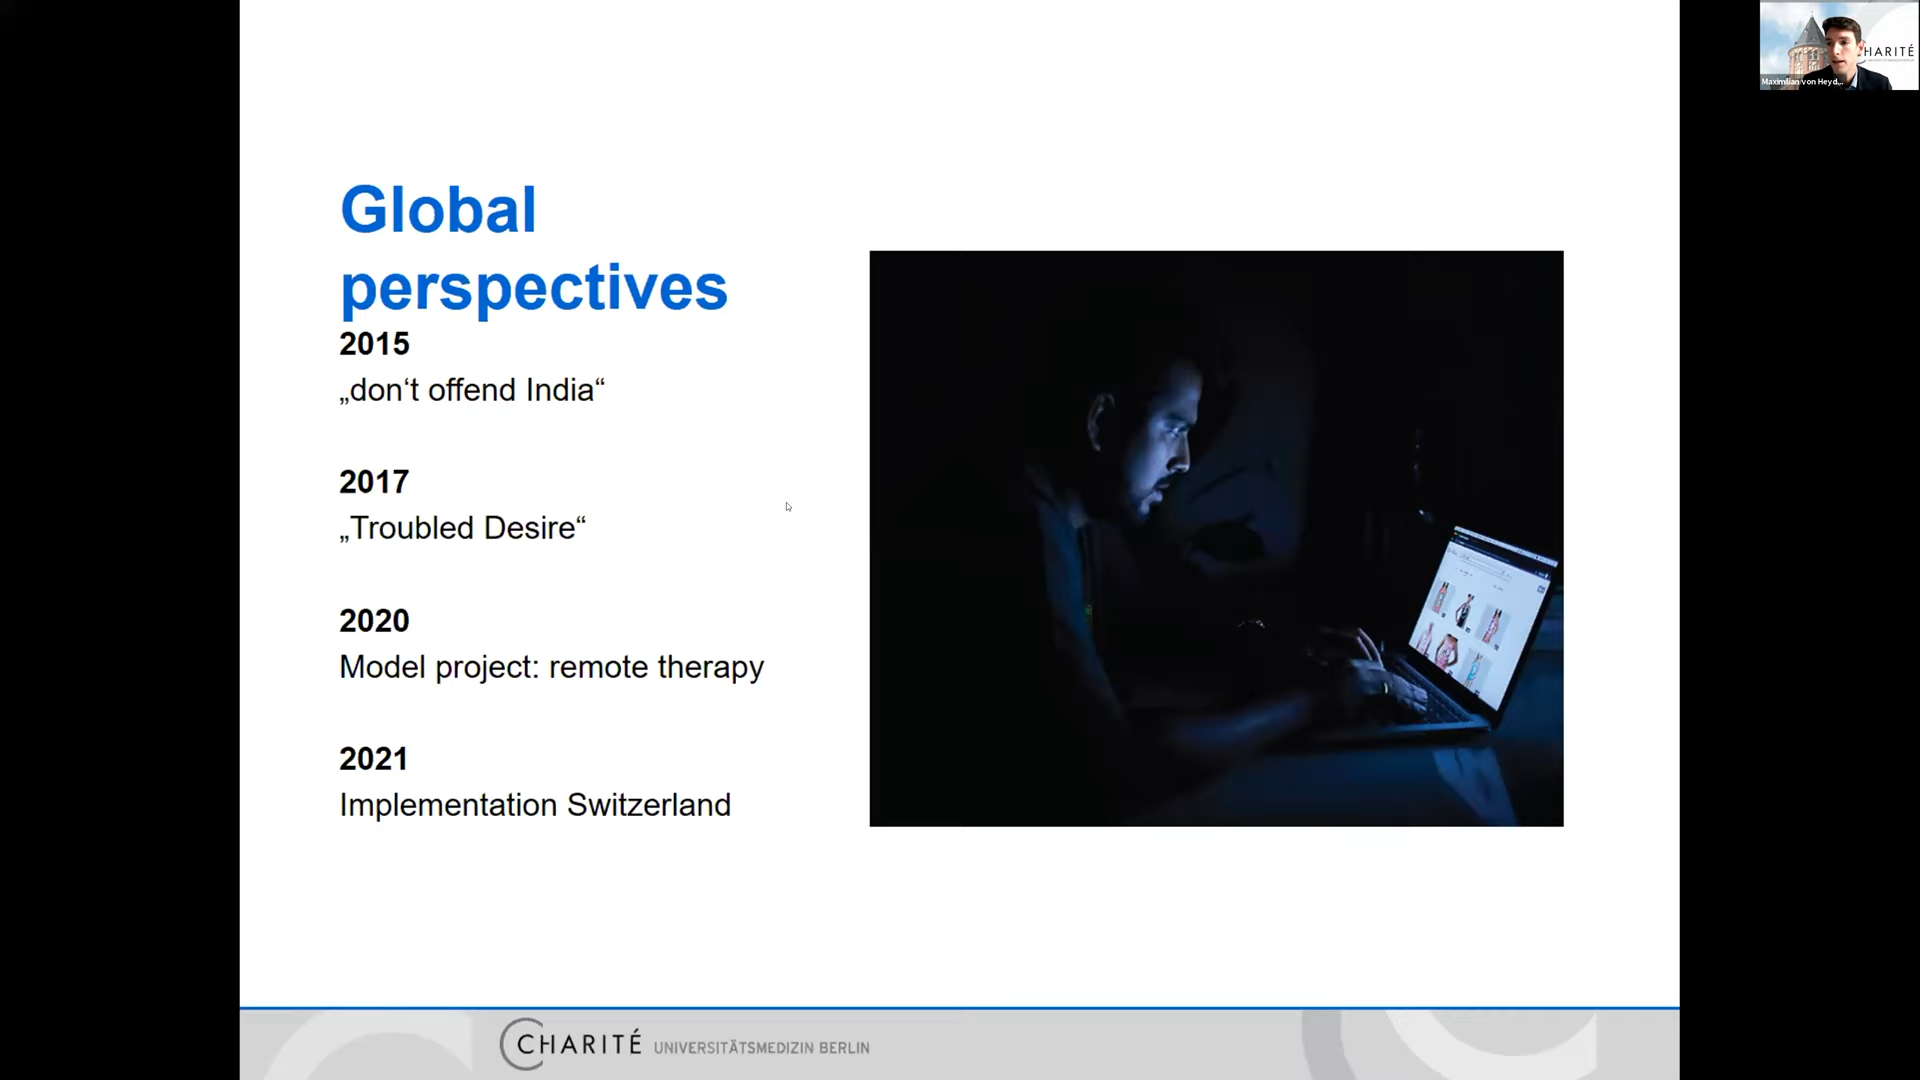 HARITÉ
Maximilian von Heyd...
Global
perspectives
2015
„don‘t offend India“
2017
„Troubled Desire“
2020
Model project: remote therapy
2021
Implementation Switzerland
CHARITÉ UNIVERSITÄTSMEDIZIN BERLIN